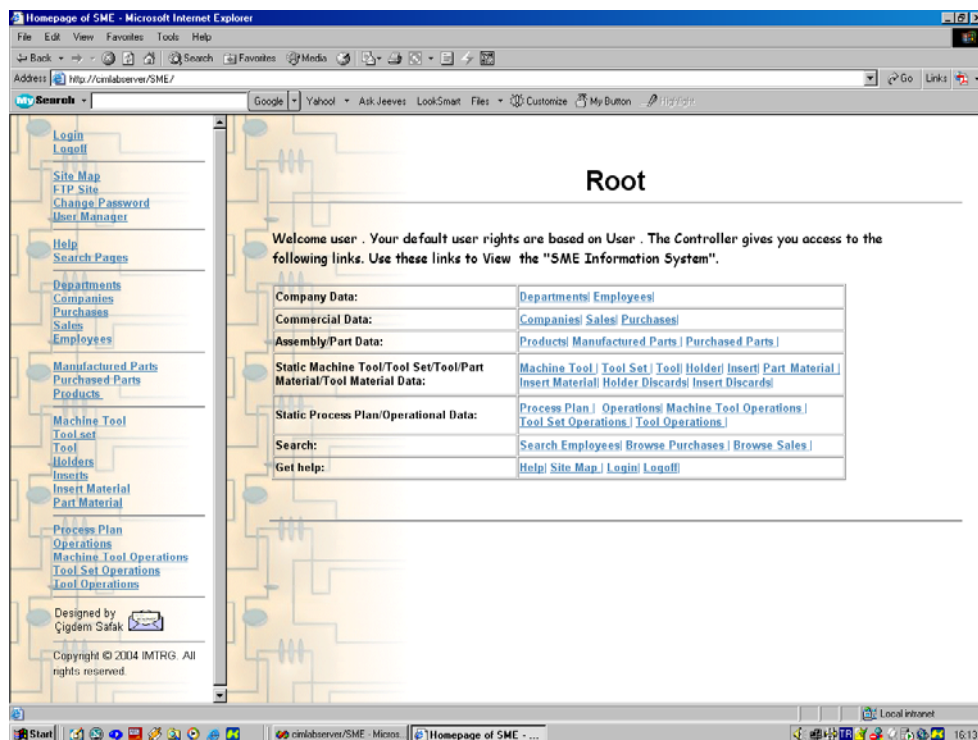 Homepage of SME - Microsoft Internet Explorer
File Edit View Favorites Tools Help
Back Search Favorites Media
Address http://cimlabserver/SME/ Go Links
My Search Google Yahoo! Ask Jeeves LookSmart Files Customize My Button Highlight
Login
Logoff
Site Map
FTP Site
Change Password
User Manager
Help
Search Pages
Departments
Companies
Purchases
Sales
Employees
Manufactured Parts
Purchased Parts
Products
Machine Tool
Tool set
Tool
Holders
Inserts
Insert Material
Part Material
Process Plan
Operations
Machine Tool Operations
Tool Set Operations
Tool Operations
Designed by
Çigdem Safak
Copyright © 2004 IMTRG. All
rights reserved.
Root
Welcome user . Your default user rights are based on User . The Controller gives you access to the
following links. Use these links to View the "SME Information System".
Company Data: Departments| Employees|
Commercial Data: Companies| Sales| Purchases|
Assembly/Part Data: Products| Manufactured Parts | Purchased Parts |
Static Machine Tool/Tool Set/Tool/Part
Material/Tool Material Data:
Machine Tool | Tool Set | Tool| Holder| Insert| Part Material |
Insert Material| Holder Discards| Insert Discards|
Static Process Plan/Operational Data:
Process Plan | Operations| Machine Tool Operations |
Tool Set Operations | Tool Operations |
Search: Search Employees| Browse Purchases | Browse Sales |
Get help: Help| Site Map | Login| Logoff|
Local intranet
Start cimlabserver/SME - Micros... Homepage of SME - ... TR 16:13